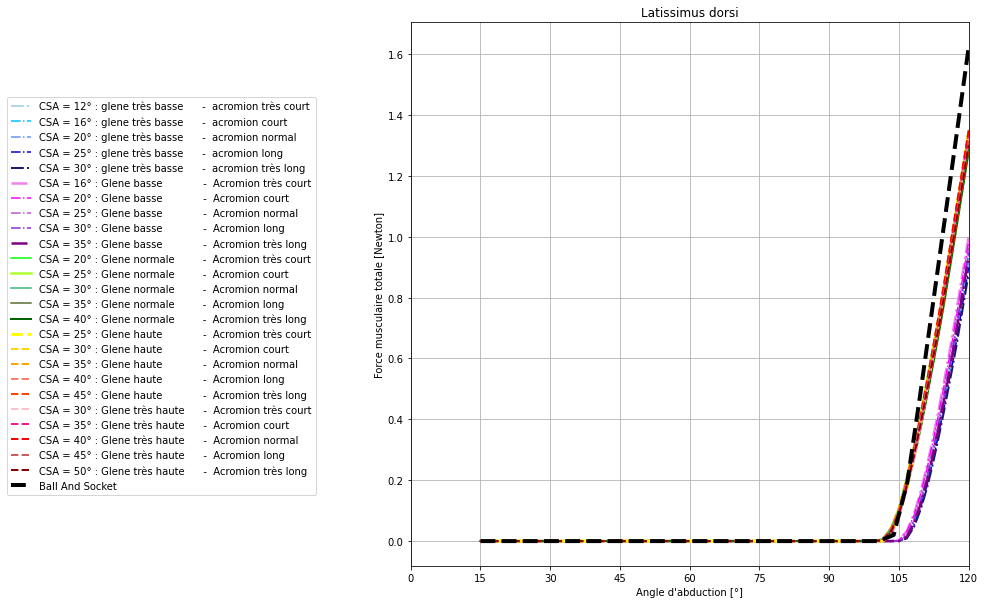 Latissimus dorsi
CSA = 12° : glene très basse - acromion très court
CSA = 16° : glene très basse - acromion court
CSA = 20° : glene très basse - acromion normal
CSA = 25° : glene très basse - acromion long
CSA = 30° : glene très basse - acromion très long
CSA = 16° : Glene basse - Acromion très court
CSA = 20° : Glene basse - Acromion court
CSA = 25° : Glene basse - Acromion normal
CSA = 30° : Glene basse - Acromion long
CSA = 35° : Glene basse - Acromion très long
CSA = 20° : Glene normale - Acromion très court
CSA = 25° : Glene normale - Acromion court
CSA = 30° : Glene normale - Acromion normal
CSA = 35° : Glene normale - Acromion long
CSA = 40° : Glene normale - Acromion très long
CSA = 25° : Glene haute - Acromion très court
CSA = 30° : Glene haute - Acromion court
CSA = 35° : Glene haute - Acromion normal
CSA = 40° : Glene haute - Acromion long
CSA = 45° : Glene haute - Acromion très long
CSA = 30° : Glene très haute - Acromion très court
CSA = 35° : Glene très haute - Acromion court
CSA = 40° : Glene très haute - Acromion normal
CSA = 45° : Glene très haute - Acromion long
CSA = 50° : Glene très haute - Acromion très long
Ball And Socket
Force musculaire totale [Newton]
1.6
1.4
1.2
1.0
0.8
0.6
0.4
0.2
0.0
0 15 30 45 60 75 90 105 120
Angle d'abduction [°]